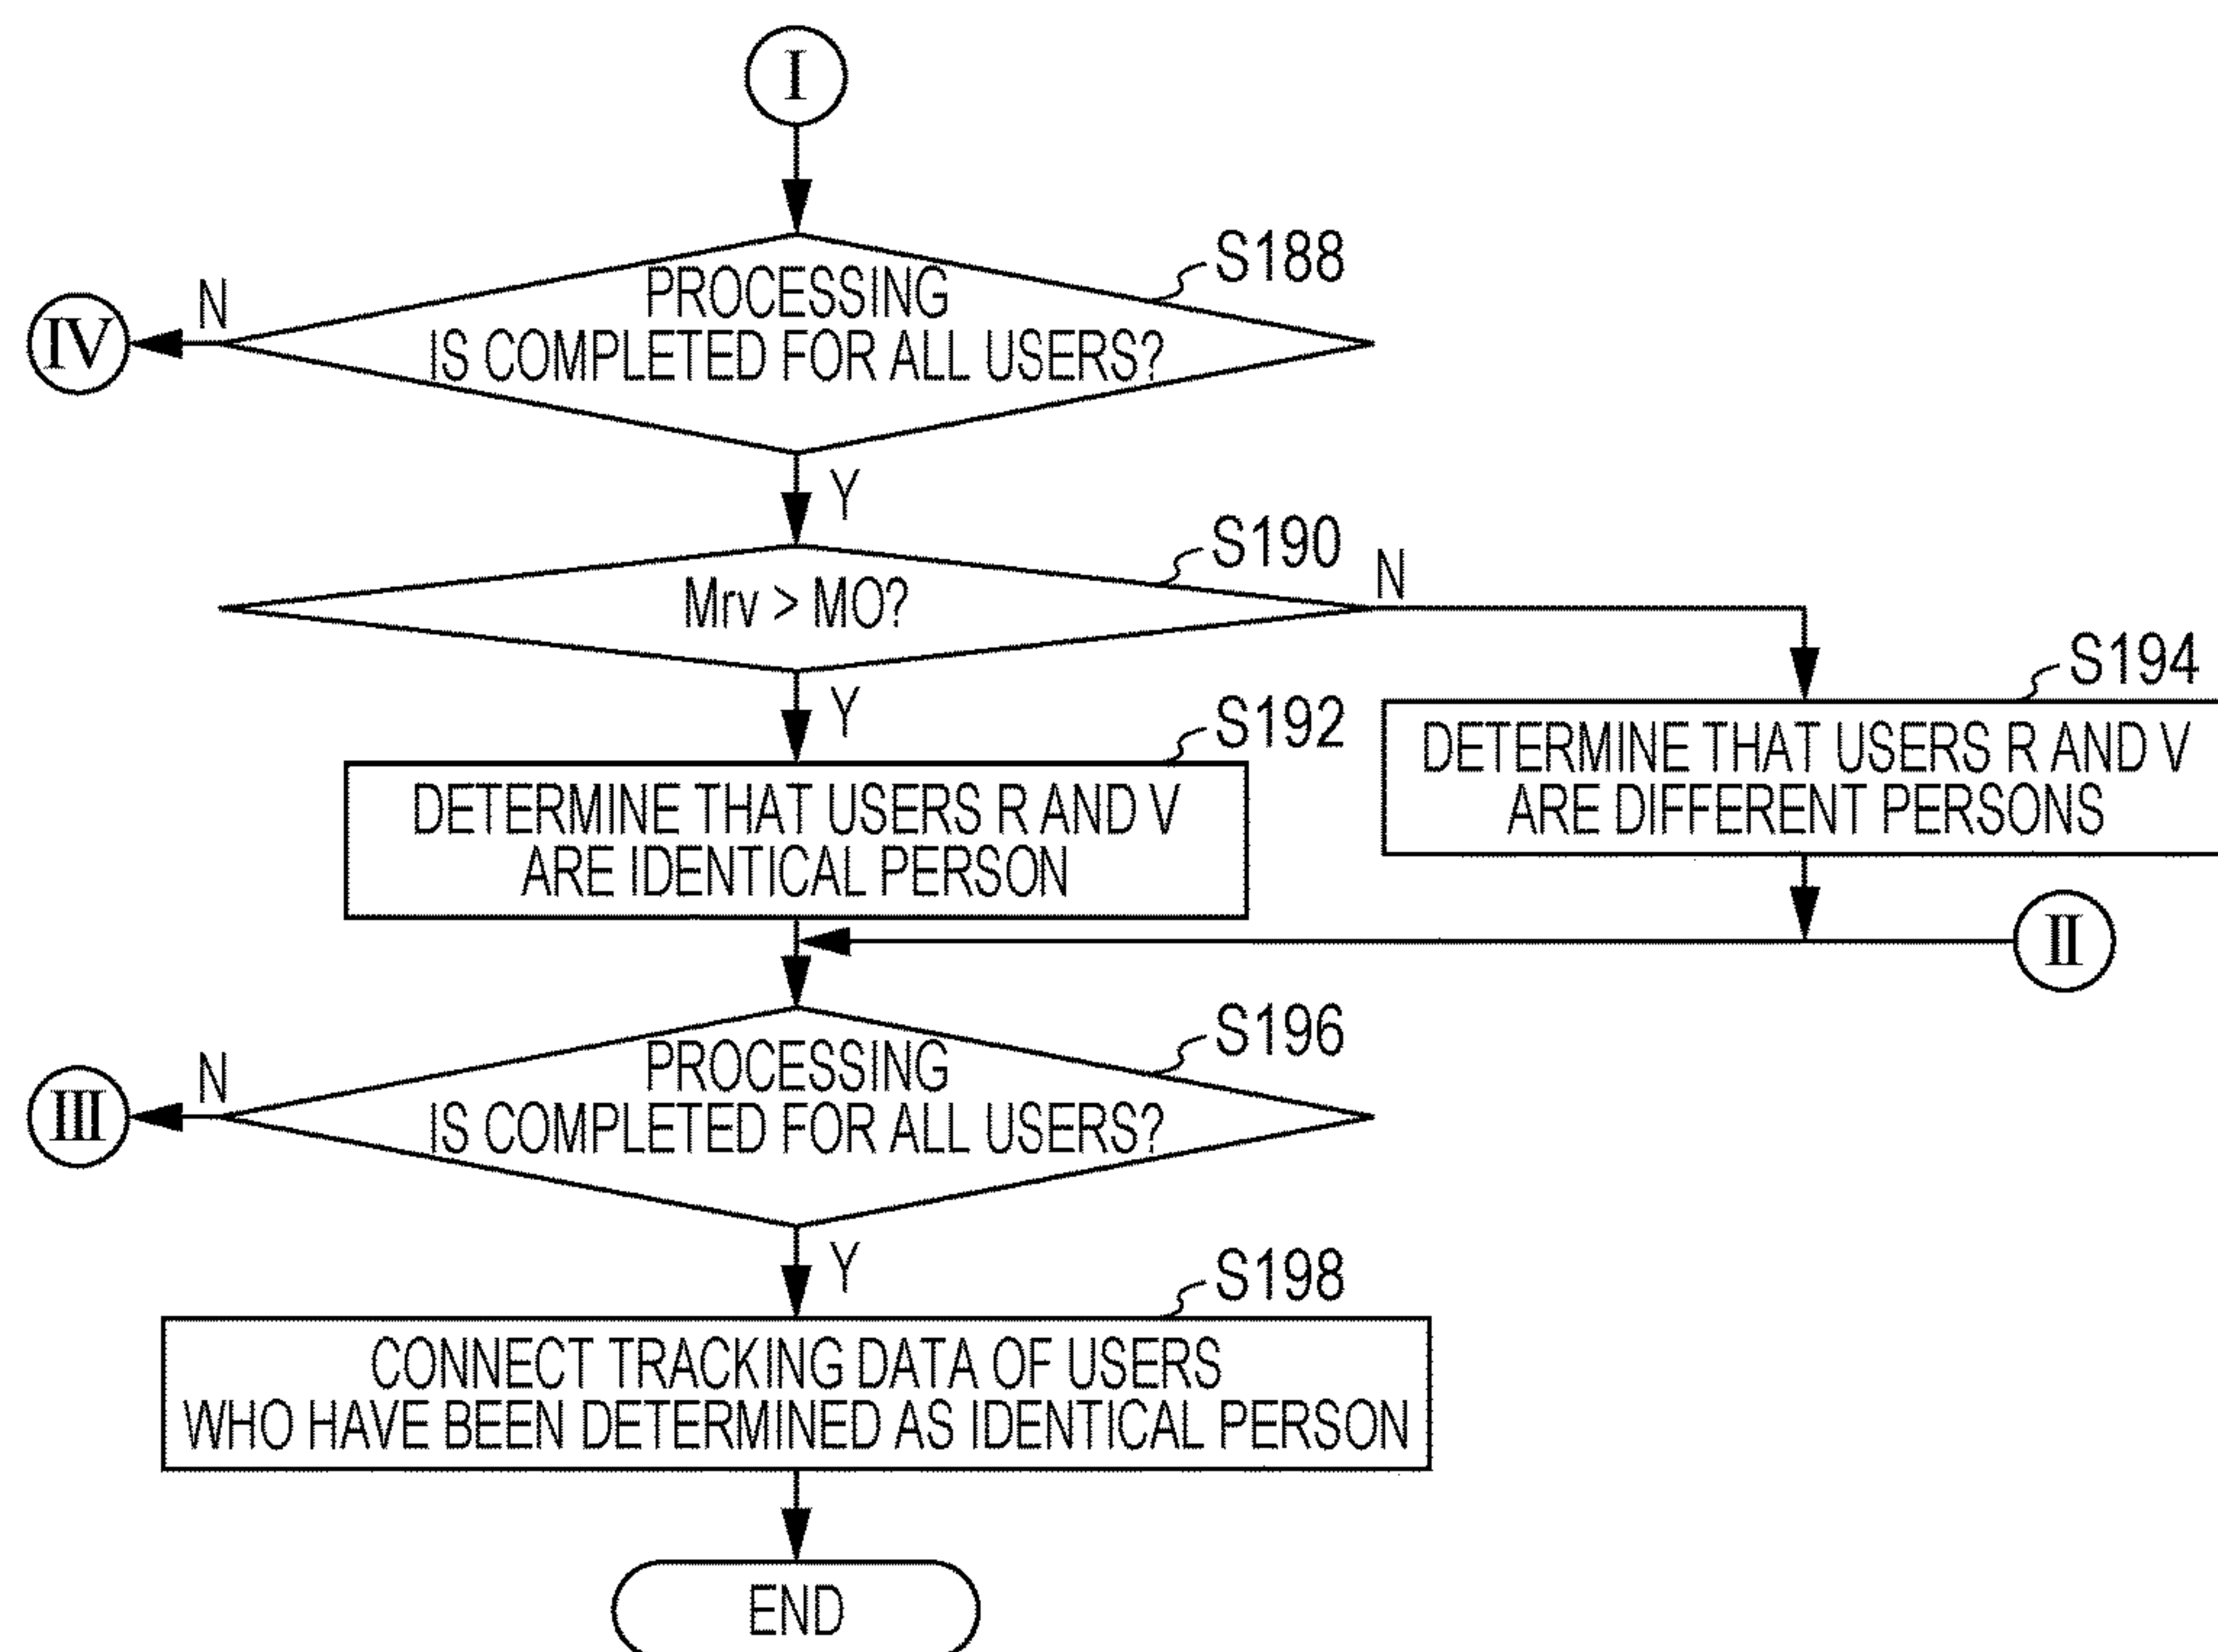 I
S188
PROCESSING
IS COMPLETED FOR ALL USERS?
N
IV
Y
S190
Mrv > MO?
N
Y
S194
DETERMINE THAT USERS R AND V
ARE DIFFERENT PERSONS
S192
DETERMINE THAT USERS R AND V
ARE IDENTICAL PERSON
II
S196
PROCESSING
IS COMPLETED FOR ALL USERS?
N
III
Y
S198
CONNECT TRACKING DATA OF USERS
WHO HAVE BEEN DETERMINED AS IDENTICAL PERSON
END